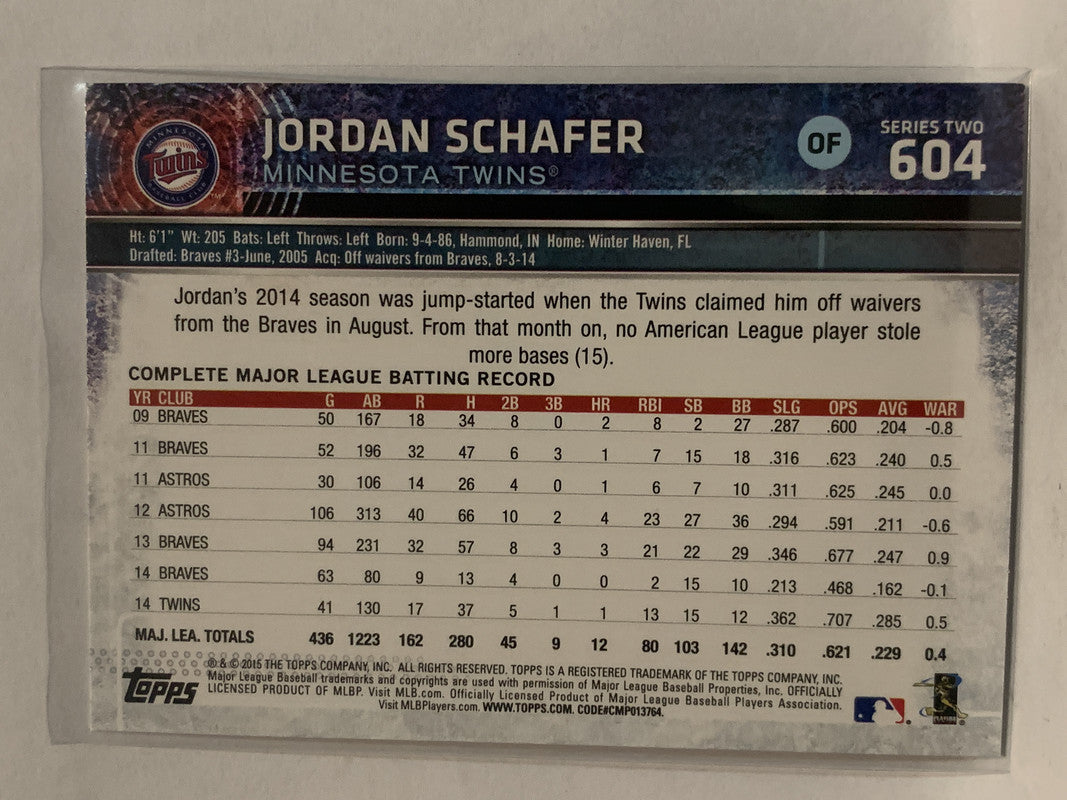 MINNESOTA
Twins
BASEBALL CLUB
JORDAN SCHAFER
MINNESOTA TWINS®
OF
SERIES TWO
604
Ht: 6'1" Wt: 205 Bats: Left Throws: Left Born: 9-4-86, Hammond, IN Home: Winter Haven, FL
Drafted: Braves #3-June, 2005 Acq: Off waivers from Braves, 8-3-14
Jordan's 2014 season was jump-started when the Twins claimed him off waivers
from the Braves in August. From that month on, no American League player stole
more bases (15).
COMPLETE MAJOR LEAGUE BATTING RECORD
YR CLUB G AB R H 2B 3B HR RBI SB BB SLG OPS AVG WAR
09 BRAVES 50 167 18 34 8 0 2 8 2 27 .287 .600 .204 -0.8
11 BRAVES 52 196 32 47 6 3 1 7 15 18 .316 .623 .240 0.5
11 ASTROS 30 106 14 26 4 0 1 6 7 10 .311 .625 .245 0.0
12 ASTROS 106 313 40 66 10 2 4 23 27 36 .294 .591 .211 -0.6
13 BRAVES 94 231 32 57 8 3 3 21 22 29 .346 .677 .247 0.9
14 BRAVES 63 80 9 13 4 0 0 2 15 10 .213 .468 .162 -0.1
14 TWINS 41 130 17 37 5 1 1 13 15 12 .362 .707 .285 0.5
MAJ. LEA. TOTALS 436 1223 162 280 45 9 12 80 103 142 .310 .621 .229 0.4
Topps
® & © 2015 THE TOPPS COMPANY, INC. ALL RIGHTS RESERVED. TOPPS IS A REGISTERED TRADEMARK OF THE TOPPS COMPANY, INC.
Major League Baseball trademarks and copyrights are used with permission of Major League Baseball Properties, Inc. OFFICIALLY
LICENSED PRODUCT OF MLBP. Visit MLB.com. Officially Licensed Product of Major League Baseball Players Association.
Visit MLBPlayers.com. WWW.TOPPS.COM. CODE#CMP013764.